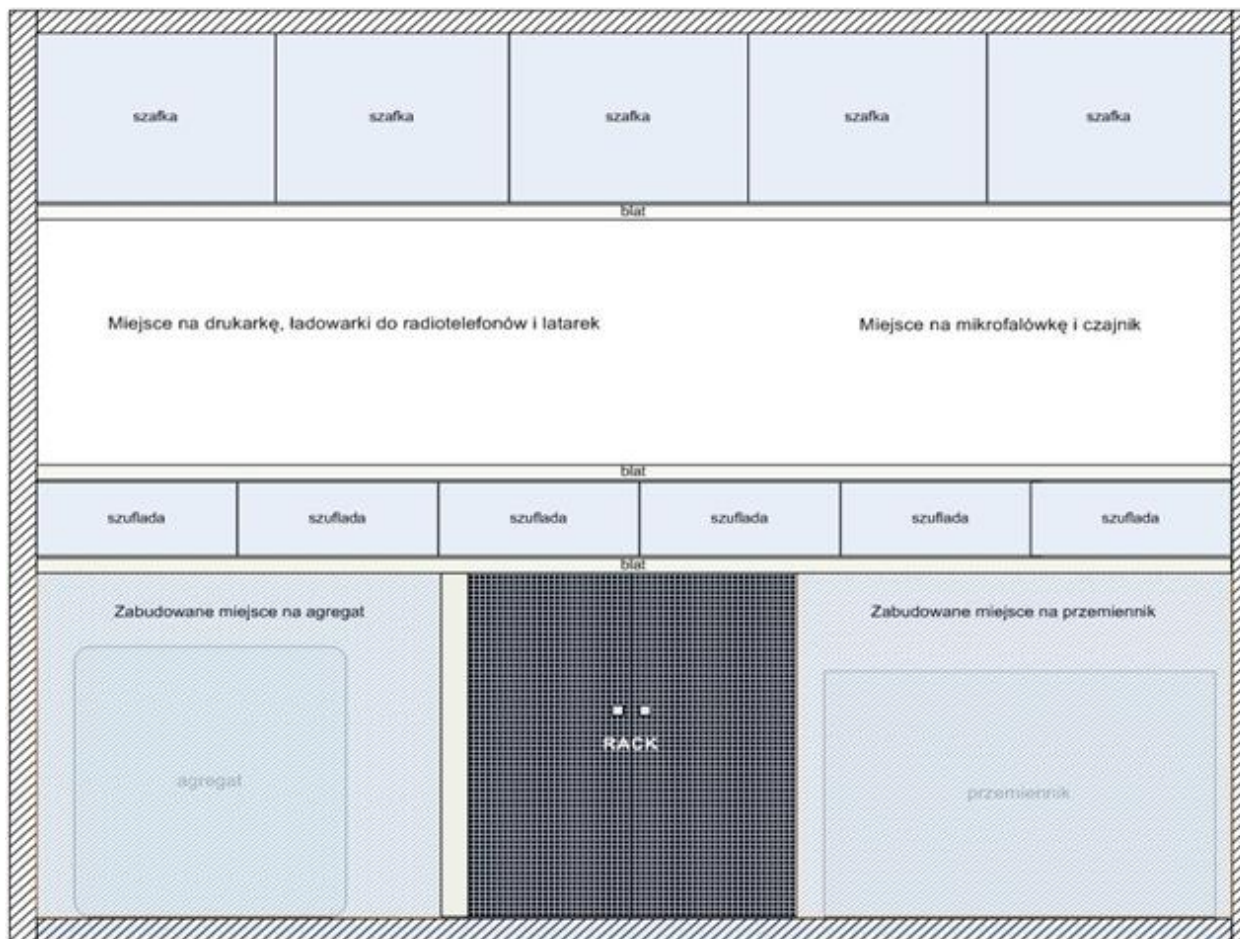 szafka
szafka
szafka
szafka
szafka
blat
Miejsce na drukarkę, ładowarki do radiotelefonów i latarek
Miejsce na mikrofalówkę i czajnik
blat
szuflada
szuflada
szuflada
szuflada
szuflada
szuflada
blat
Zabudowane miejsce na agregat
Zabudowane miejsce na przemiennik
RACK
agregat
przemiennik